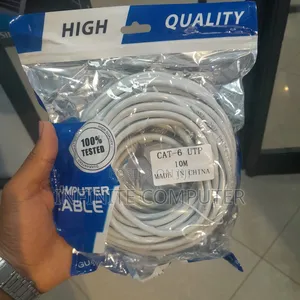 HIGH QUALITY
100%
TESTED
CAT-6 UTP
10M
MADE IN CHINA
COMPUTER
CABLE